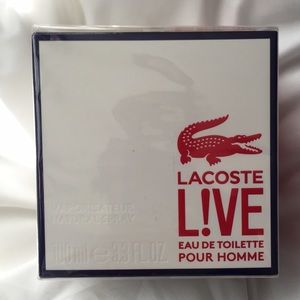 LACOSTE
L!VE
EAU DE TOILETTE
POUR HOMME
VAPORISATEUR
NATURAL SPRAY
100ml e 3.3 FL.OZ